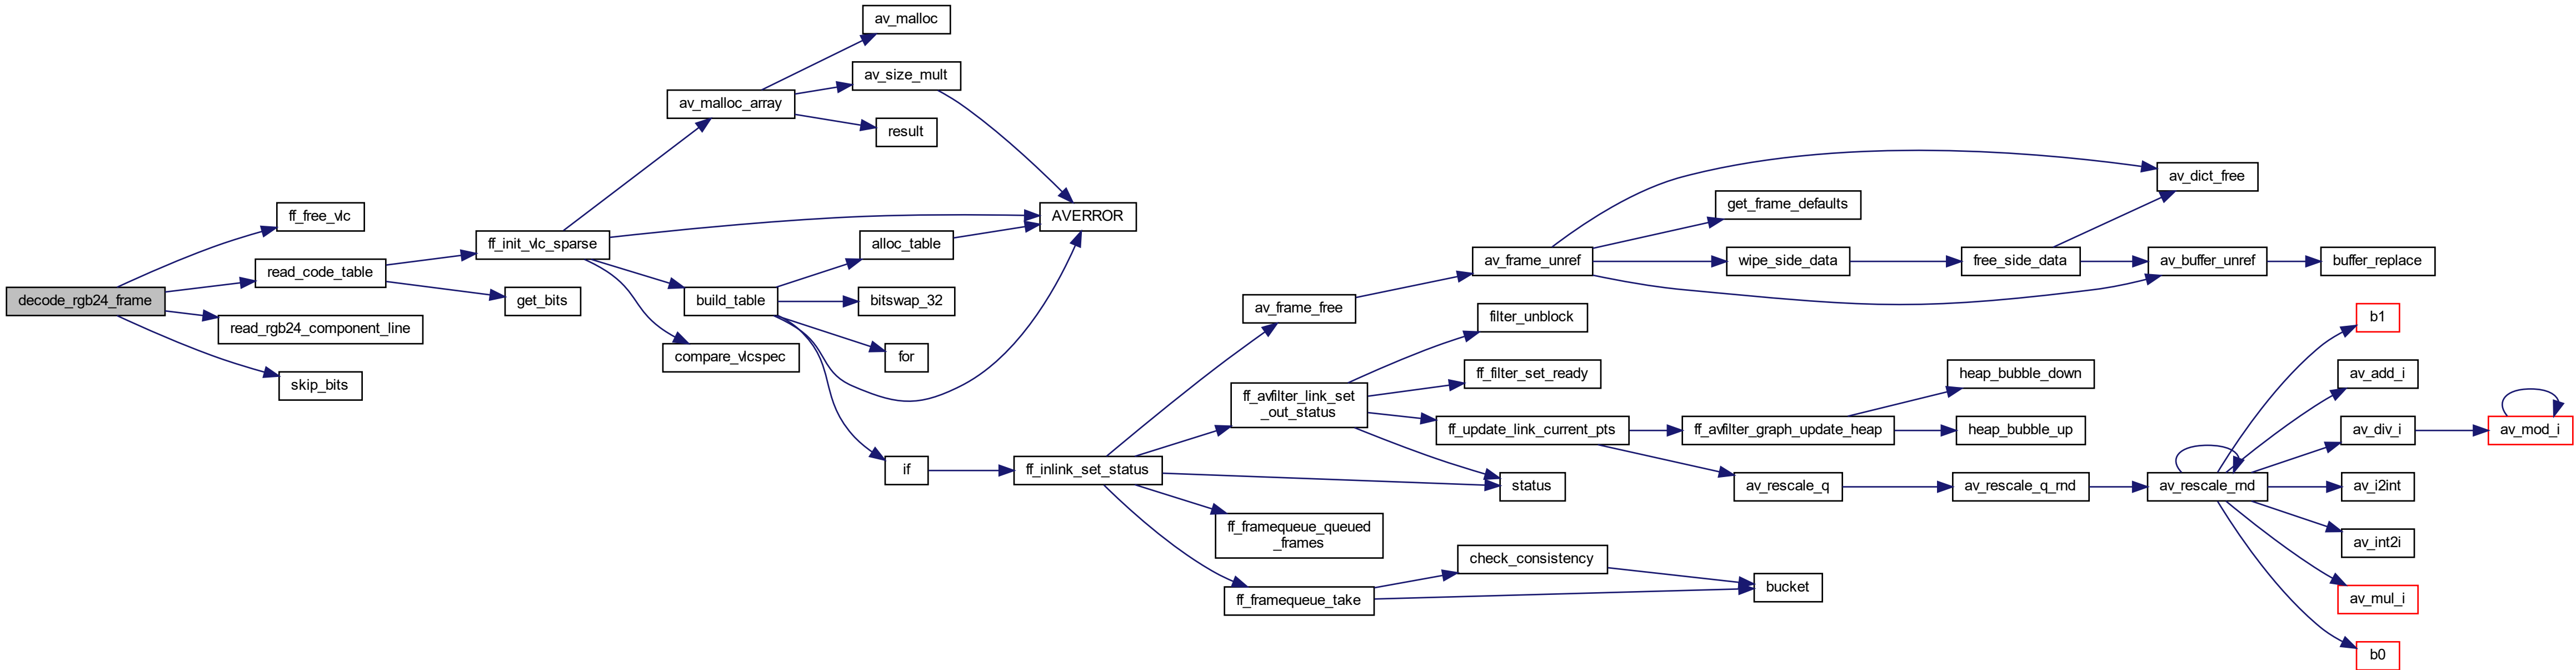 decode_rgb24_frame
ff_free_vlc
read_code_table
read_rgb24_component_line
skip_bits
ff_init_vlc_sparse
get_bits
av_malloc_array
build_table
compare_vlcspec
av_malloc
av_size_mult
result
alloc_table
bitswap_32
for
if
AVERROR
ff_inlink_set_status
av_frame_free
ff_avfilter_link_set
_out_status
ff_framequeue_queued
_frames
ff_framequeue_take
av_frame_unref
filter_unblock
ff_filter_set_ready
ff_update_link_current_pts
status
check_consistency
get_frame_defaults
wipe_side_data
ff_avfilter_graph_update_heap
av_rescale_q
bucket
free_side_data
heap_bubble_down
heap_bubble_up
av_rescale_q_rnd
av_dict_free
av_buffer_unref
av_rescale_rnd
buffer_replace
b1
av_add_i
av_div_i
av_i2int
av_int2i
av_mul_i
b0
av_mod_i